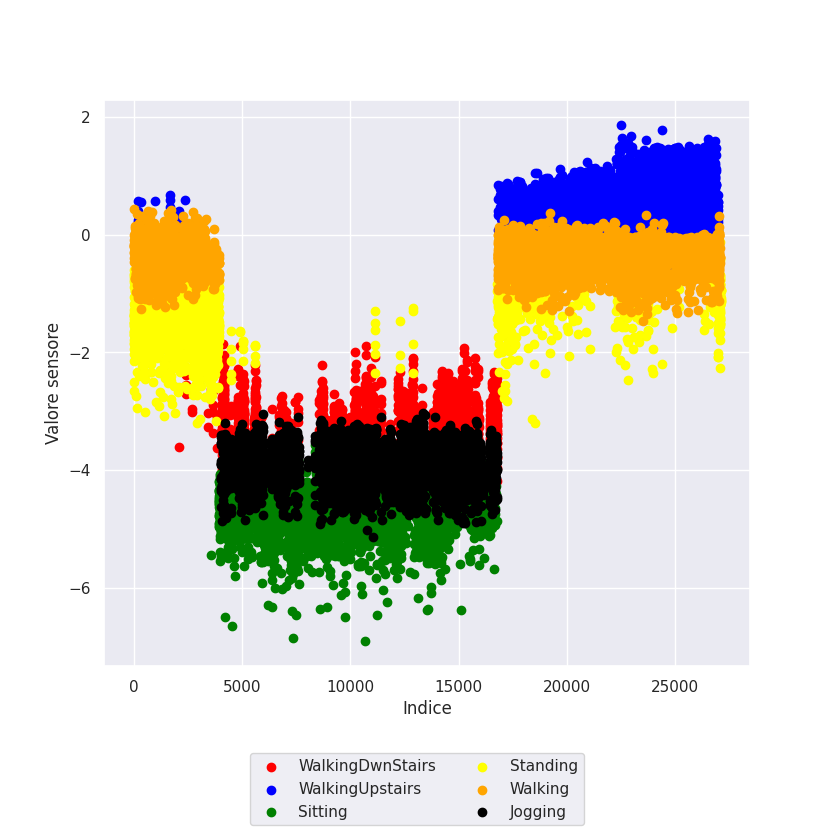 2
0
−2
−4
−6
Valore sensore
0 5000 10000 15000 20000 25000
Indice
WalkingDwnStairs Standing
WalkingUpstairs Walking
Sitting Jogging